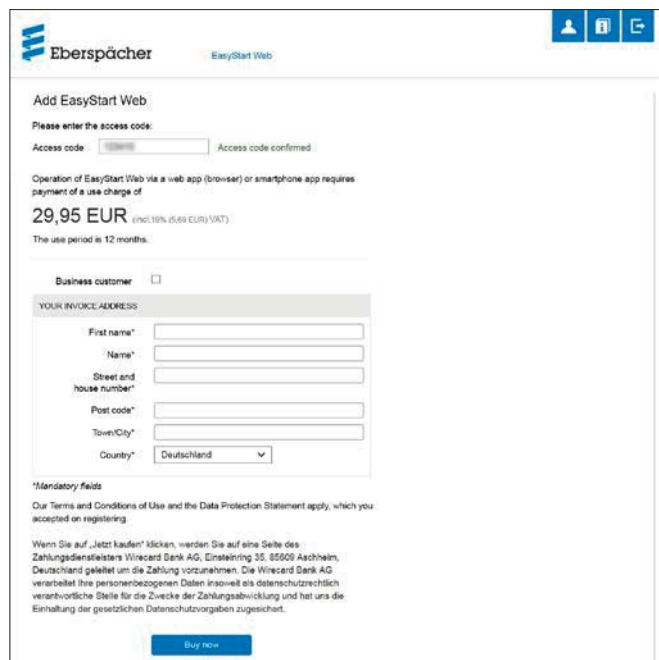 Eberspächer
EasyStart Web
Add EasyStart Web
Please enter the access code:
Access code
Access code confirmed
Operation of EasyStart Web via a web app (browser) or smartphone app requires
payment of a use charge of
29,95 EUR (incl.19% (5,69 EUR) VAT)
The use period is 12 months.
Business customer
YOUR INVOICE ADDRESS
First name*
Name*
Street and
house number*
Post code*
Town/City*
Country*
Deutschland
*Mandatory fields
Our Terms and Conditions of Use and the Data Protection Statement apply, which you
accepted on registering.
Wenn Sie auf „Jetzt kaufen“ klicken, werden Sie auf eine Seite des
Zahlungsdienstleisters Wirecard Bank AG, Einsteinring 35, 85609 Aschheim,
Deutschland geleitet um die Zahlung vorzunehmen. Die Wirecard Bank AG
verarbeitet Ihre personenbezogenen Daten insoweit als datenschutzrechtlich
verantwortliche Stelle für die Zwecke der Zahlungsabwicklung und hat uns die
Einhaltung der gesetzlichen Datenschutzvorgaben zugesichert.
Buy now